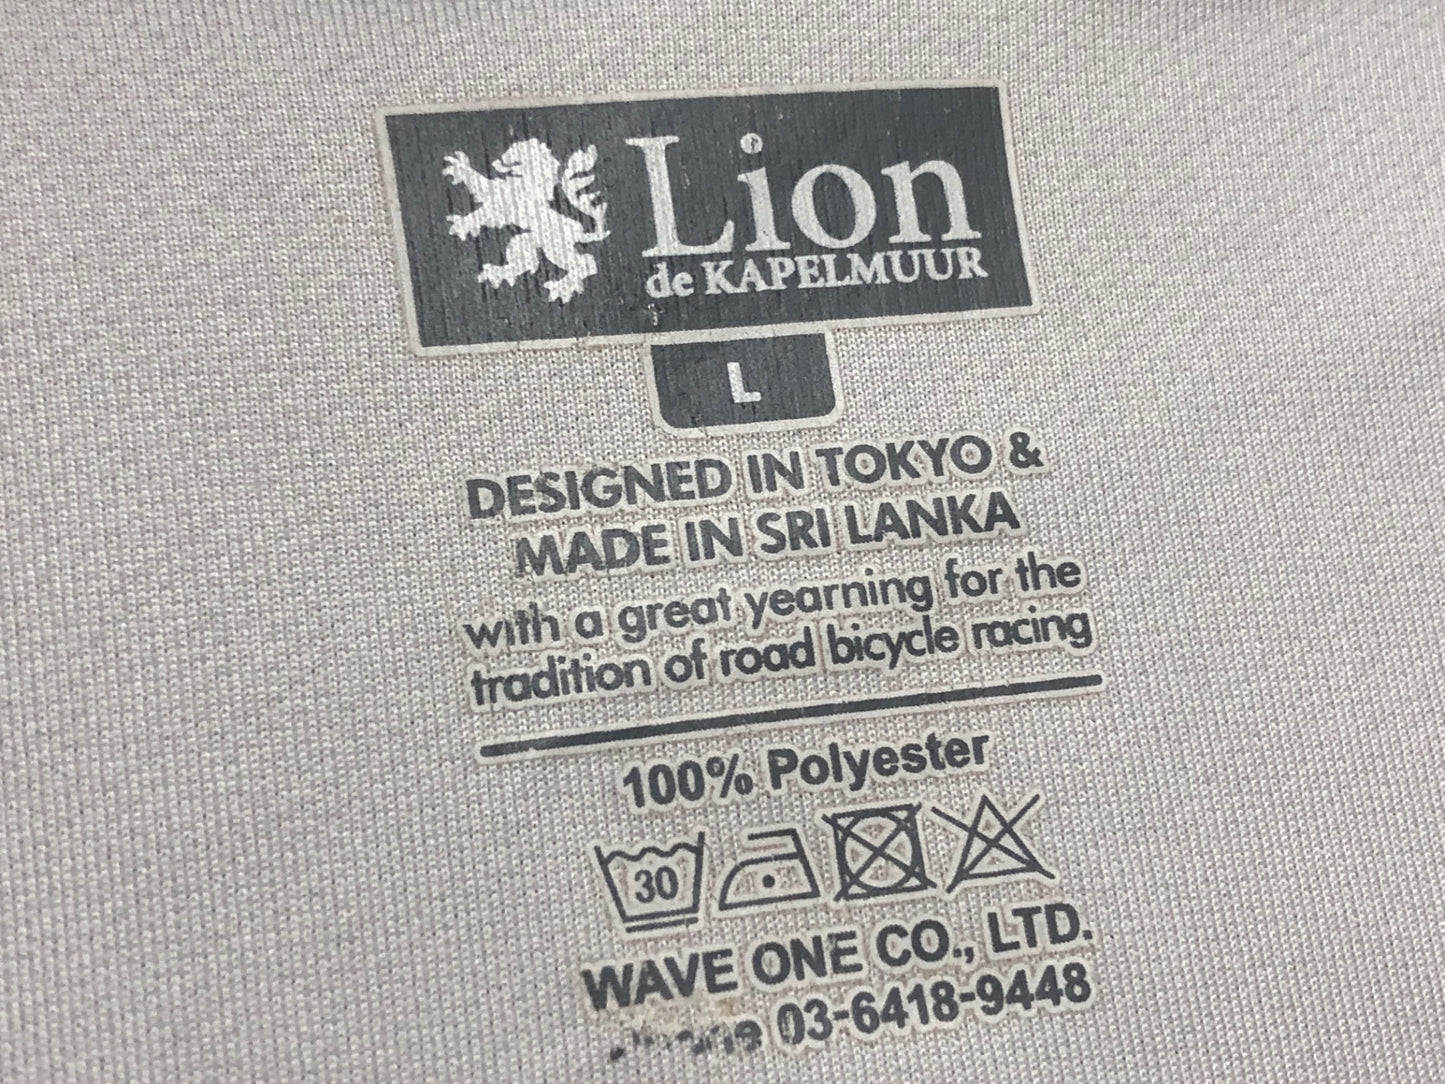 Lion
de KAPELMUUR
L
DESIGNED IN TOKYO &
MADE IN SRI LANKA
with a great yearning for the
tradition of road bicycle racing
100% Polyester
30
WAVE ONE CO., LTD.
03-6418-9448